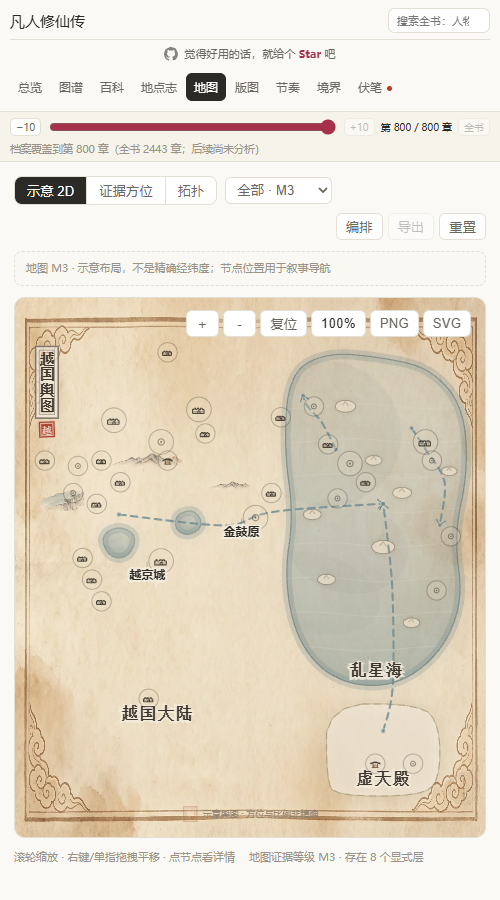 凡人修仙传
搜索全书：人物
觉得好用的话，就给个 Star 吧
总览 图谱 百科 地点志 地图 版图 节奏 境界 伏笔
−10 +10 第 800 / 800 章 全书
档案覆盖到第 800 章（全书 2443 章；后续尚未分析）
示意 2D 证据方位 拓扑 全部 · M3
编排 导出 重置
地图 M3 · 示意布局，不是精确经纬度；节点位置用于叙事导航
+ - 复位 100% PNG SVG
越国舆图
越
金鼓原
越京城
乱星海
越国大陆
虚天殿
滚轮缩放 · 右键/单指拖拽平移 · 点节点看详情 地图证据等级 M3 · 存在 8 个显式层